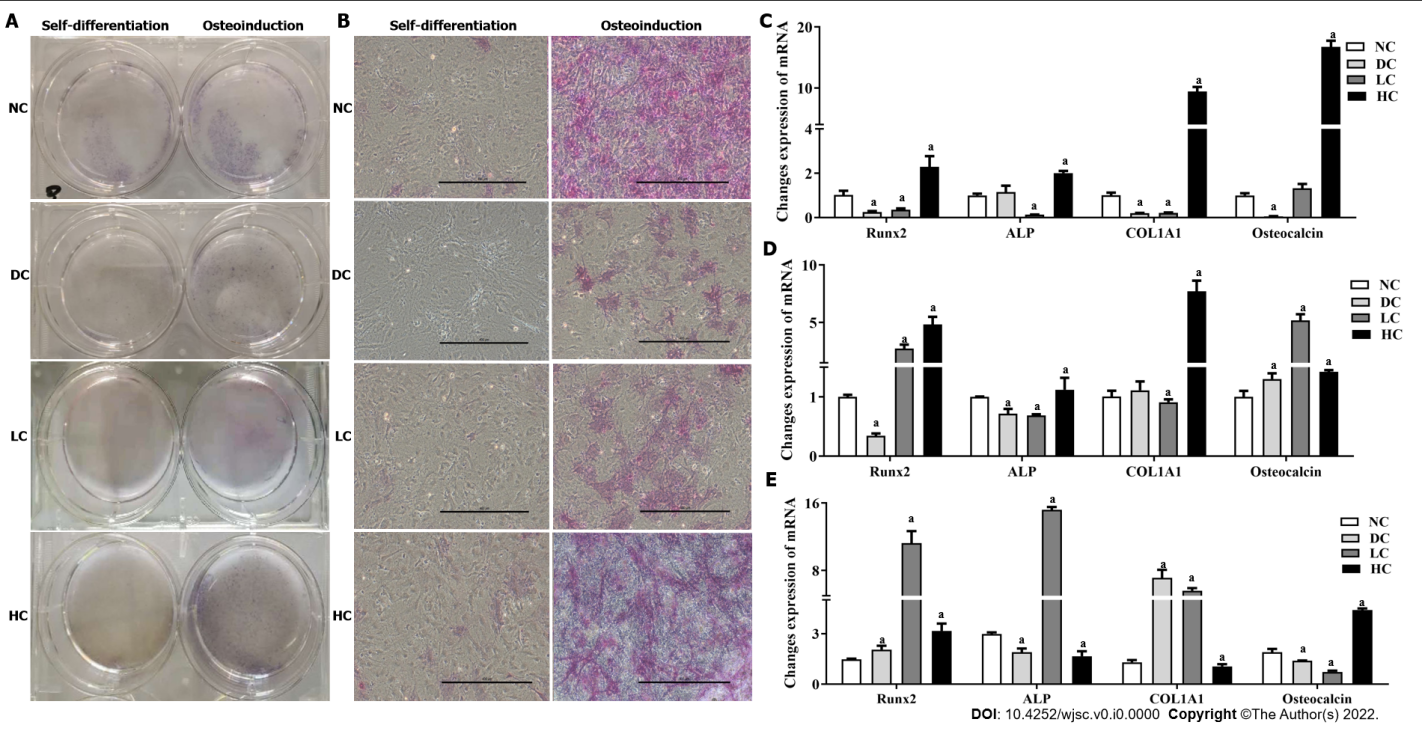 A Self-differentiation Osteoinduction
B Self-differentiation Osteoinduction
NC
DC
LC
HC
NC
DC
LC
HC
C
Changes expression of mRNA
20
10
4
2
0
a a a
a a
a a a
a a
Runx2 ALP COL1A1 Osteocalcin
NC
DC
LC
HC
D
Changes expression of mRNA
10
5
1
0
a a a
a a a
a a
a a a
Runx2 ALP COL1A1 Osteocalcin
NC
DC
LC
HC
E
Changes expression of mRNA
16
8
3
0
a a a
a a a
a a a
a a a
Runx2 ALP COL1A1 Osteocalcin
NC
DC
LC
HC
DOI: 10.4252/wjsc.v0.i0.0000 Copyright ©The Author(s) 2022.